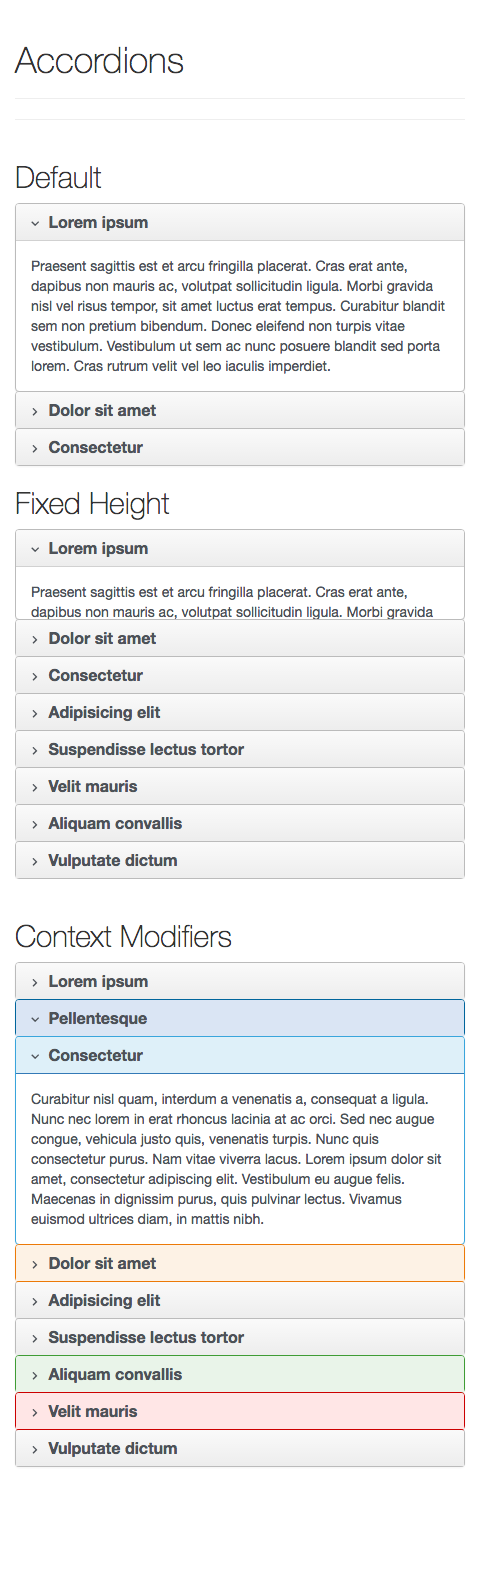 Accordions
Default
Lorem ipsum
Praesent sagittis est et arcu fringilla placerat. Cras erat ante,
dapibus non mauris ac, volutpat sollicitudin ligula. Morbi gravida
nisl vel risus tempor, sit amet luctus erat tempus. Curabitur blandit
sem non pretium bibendum. Donec eleifend non turpis vitae
vestibulum. Vestibulum ut sem ac nunc posuere blandit sed porta
lorem. Cras rutrum velit vel leo iaculis imperdiet.
Dolor sit amet
Consectetur
Fixed Height
Lorem ipsum
Praesent sagittis est et arcu fringilla placerat. Cras erat ante,
dapibus non mauris ac, volutpat sollicitudin ligula. Morbi gravida
Dolor sit amet
Consectetur
Adipisicing elit
Suspendisse lectus tortor
Velit mauris
Aliquam convallis
Vulputate dictum
Context Modifiers
Lorem ipsum
Pellentesque
Consectetur
Curabitur nisl quam, interdum a venenatis a, consequat a ligula.
Nunc nec lorem in erat rhoncus lacinia at ac orci. Sed nec augue
congue, vehicula justo quis, venenatis turpis. Nunc quis
consectetur purus. Nam vitae viverra lacus. Lorem ipsum dolor sit
amet, consectetur adipiscing elit. Vestibulum eu augue felis.
Maecenas in dignissim purus, quis pulvinar lectus. Vivamus
euismod ultrices diam, in mattis nibh.
Dolor sit amet
Adipisicing elit
Suspendisse lectus tortor
Aliquam convallis
Velit mauris
Vulputate dictum